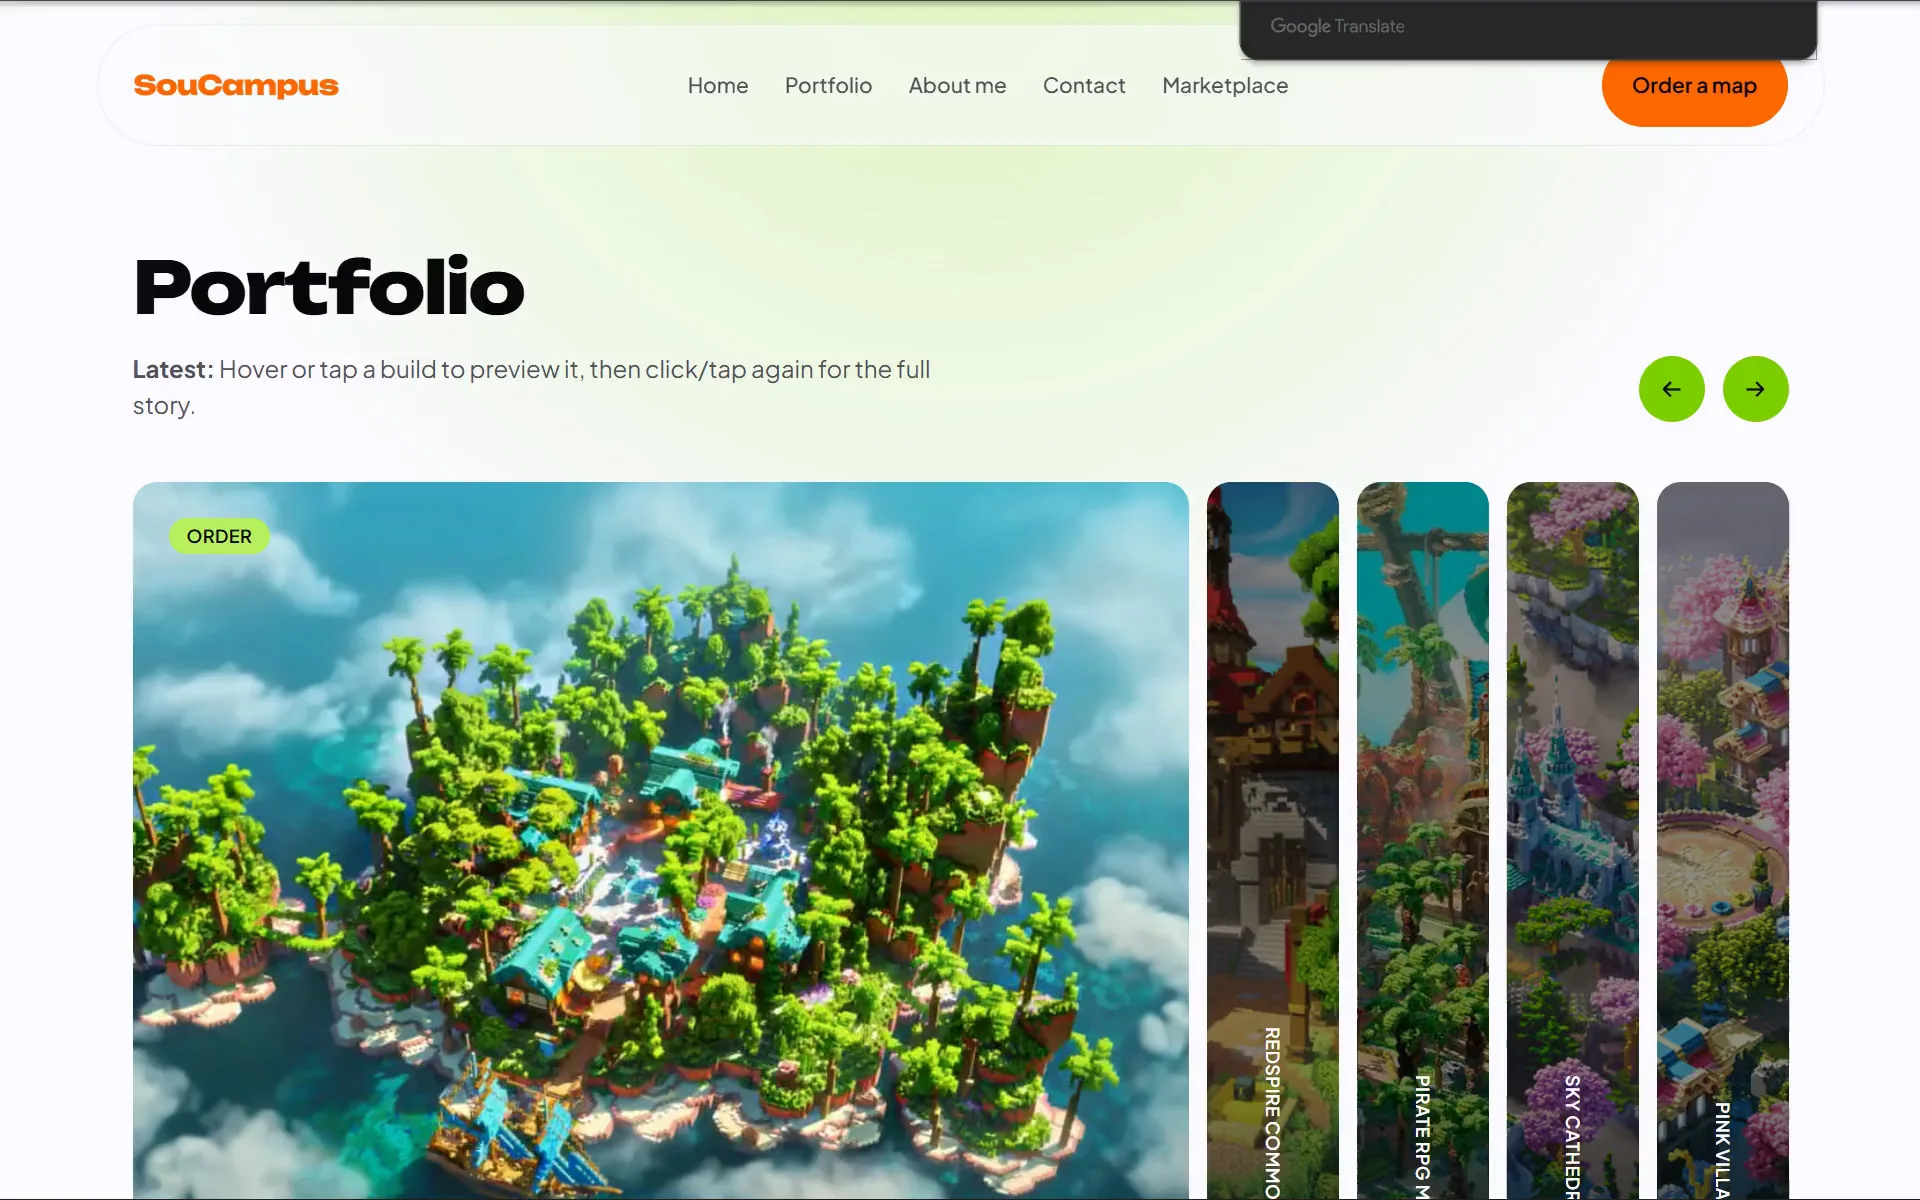 Google Translate
SouCampus
Home
Portfolio
About me
Contact
Marketplace
Order a map
Portfolio
Latest: Hover or tap a build to preview it, then click/tap again for the full
story.
ORDER
REDSPIRE COMMO
PIRATE RPG M
SKY CATHEDR
PINK VILLA